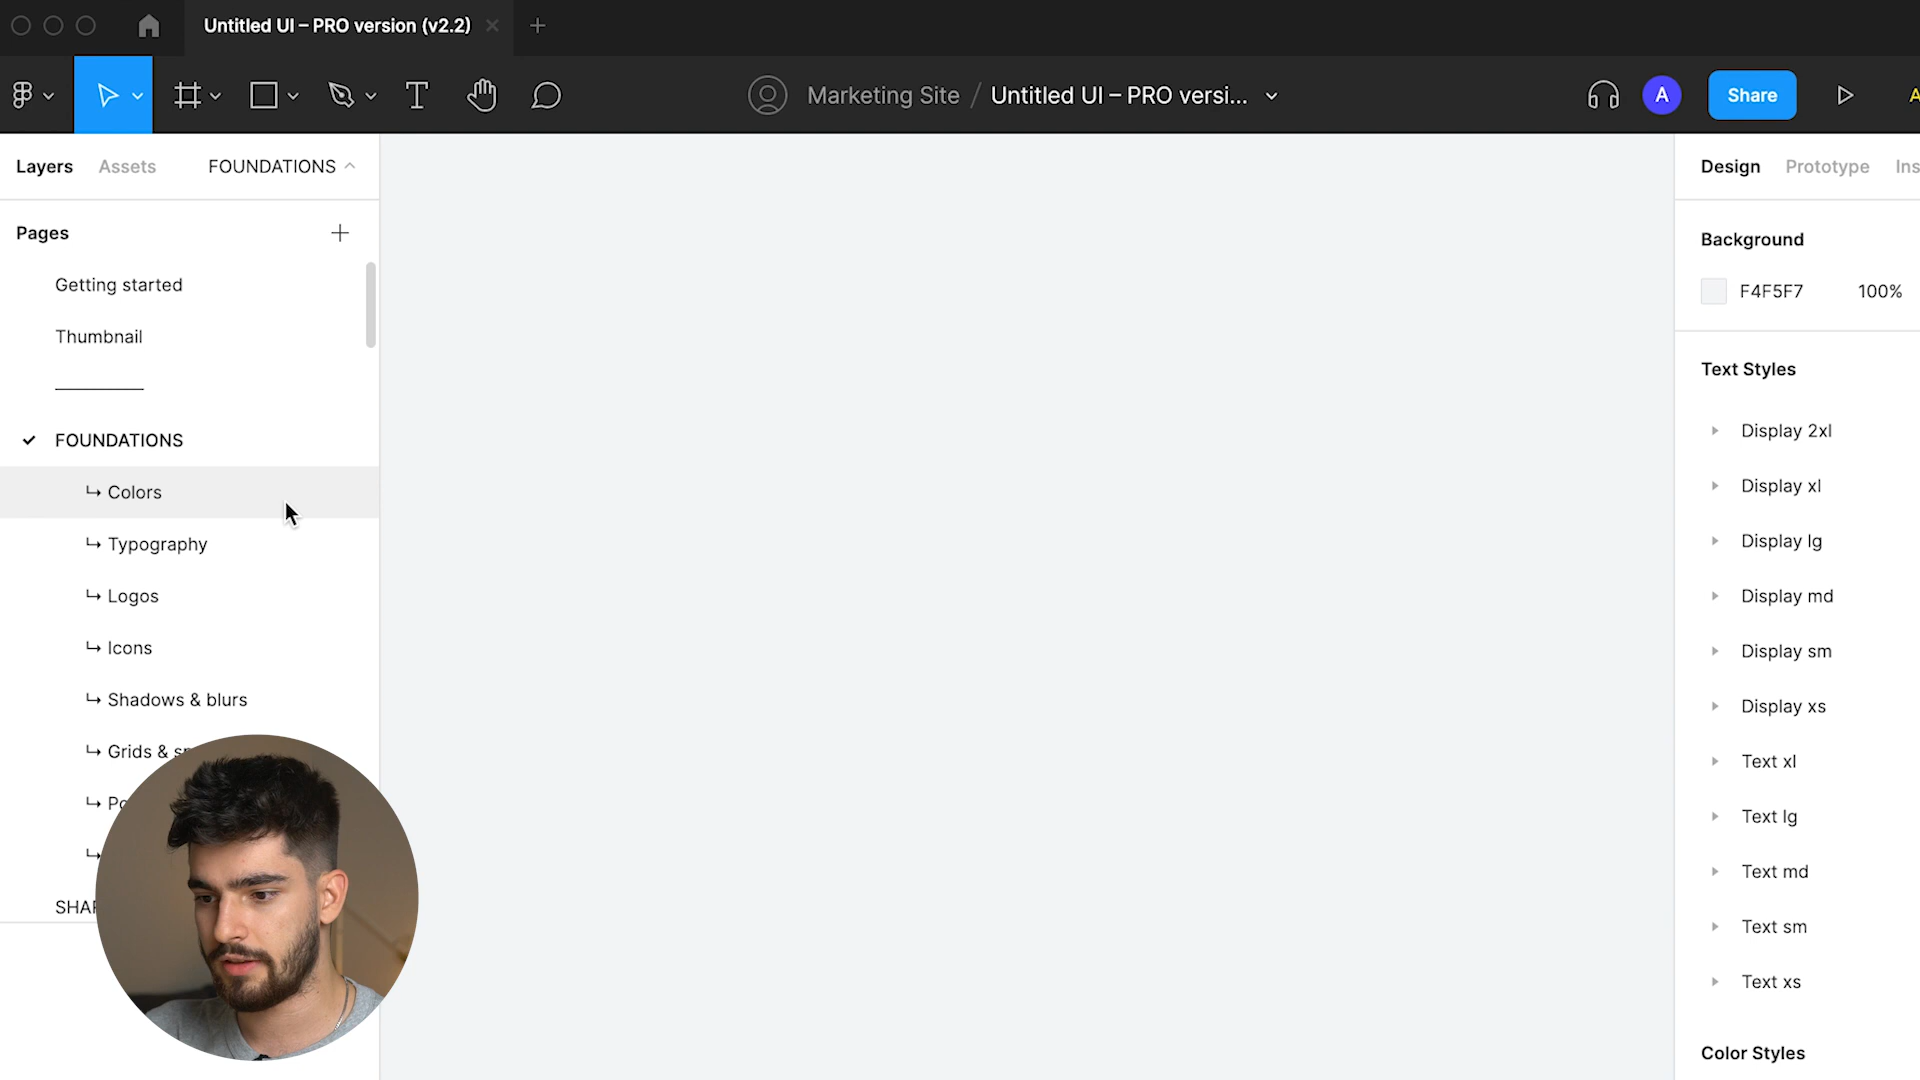 Untitled UI – PRO version (v2.2)
Marketing Site / Untitled UI – PRO versi...
A
Share
Layers
Assets
FOUNDATIONS
Design
Prototype
Pages
Getting started
Thumbnail
FOUNDATIONS
↳ Colors
↳ Typography
↳ Logos
↳ Icons
↳ Shadows & blurs
↳ Grids &
Background
F4F5F7
100%
Text Styles
Display 2xl
Display xl
Display lg
Display md
Display sm
Display xs
Text xl
Text lg
Text md
Text sm
Text xs
Color Styles